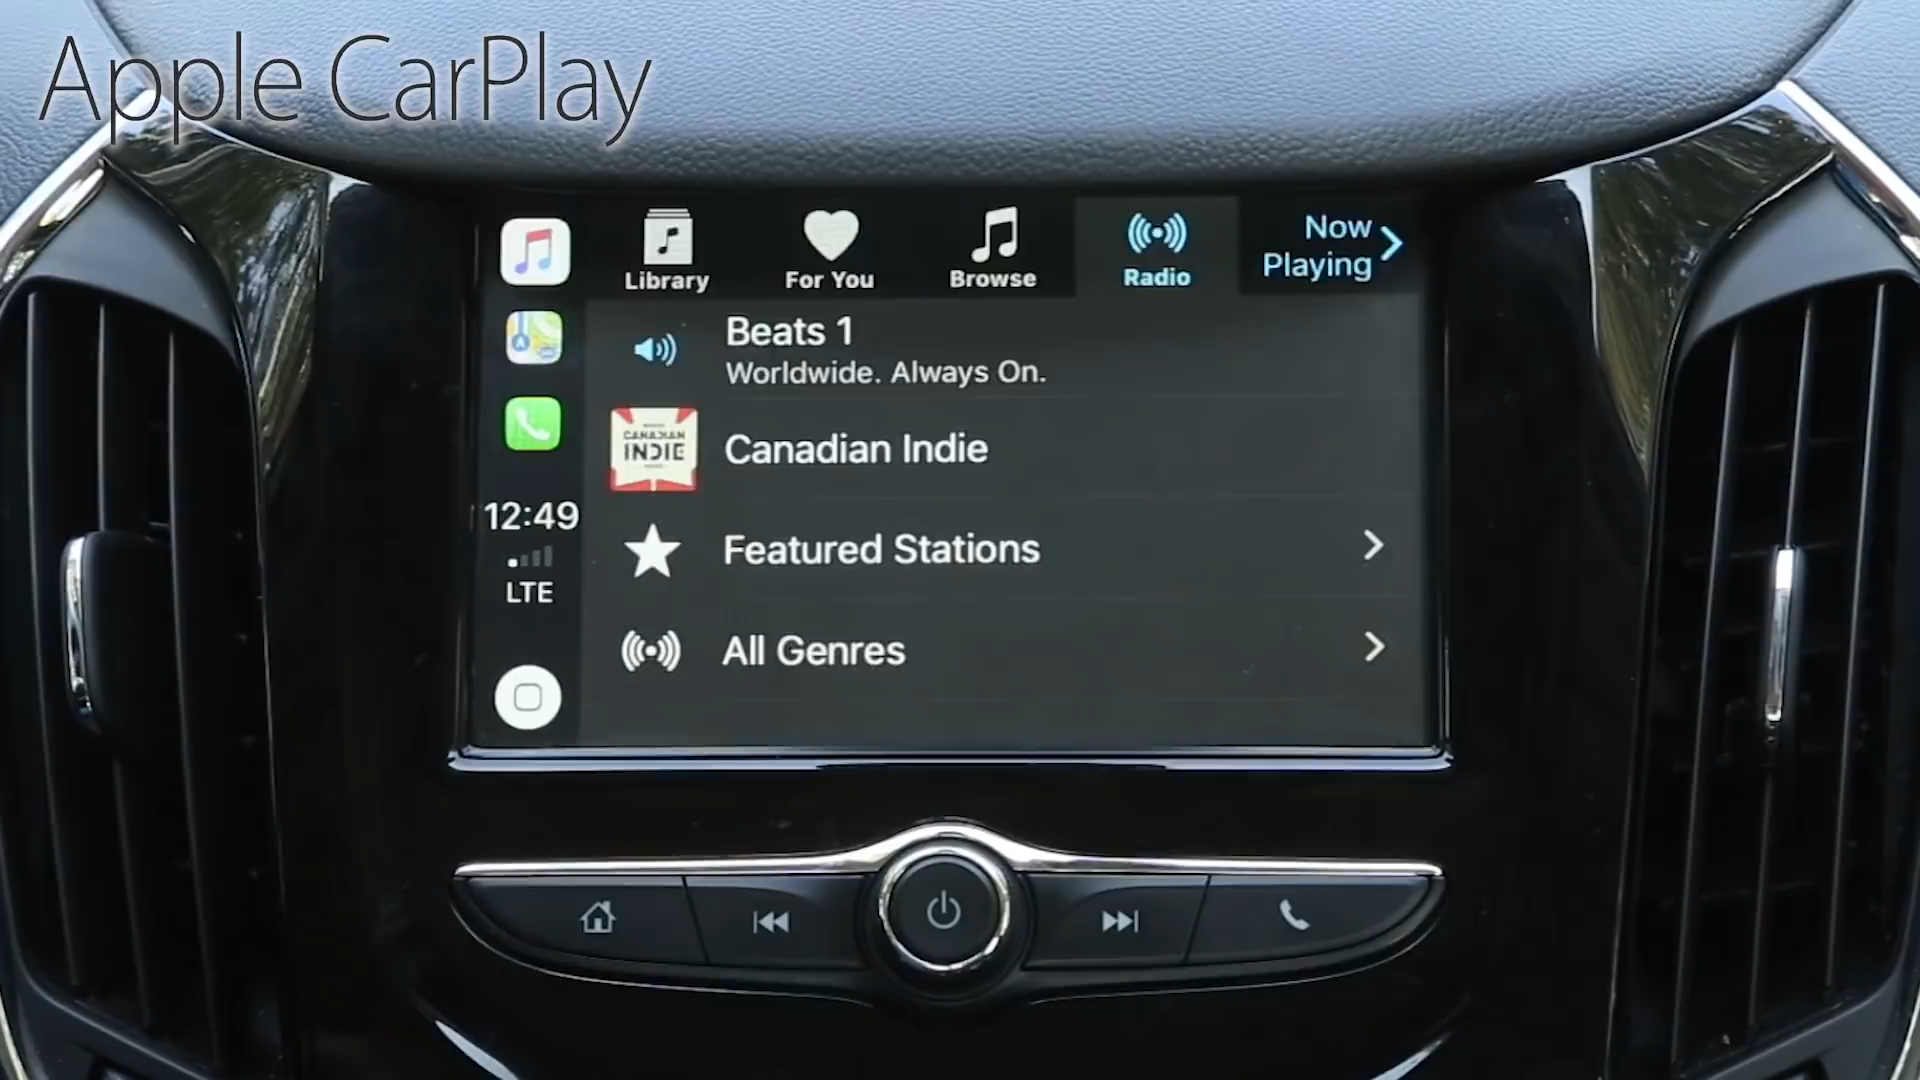 Apple CarPlay
Library
For You
Browse
Radio
Now
Playing
Beats 1
Worldwide. Always On.
CANADIAN
INDIE
Canadian Indie
12:49
LTE
Featured Stations
All Genres